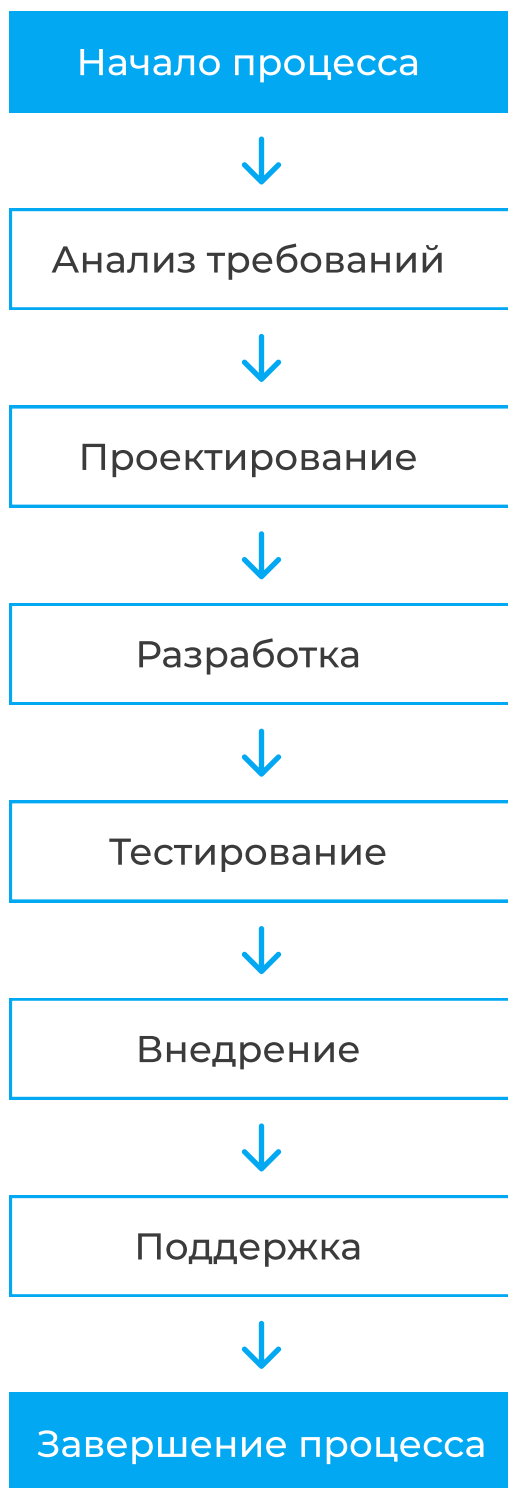 Начало процесса
Анализ требований
Проектирование
Разработка
Тестирование
Внедрение
Поддержка
Завершение процесса